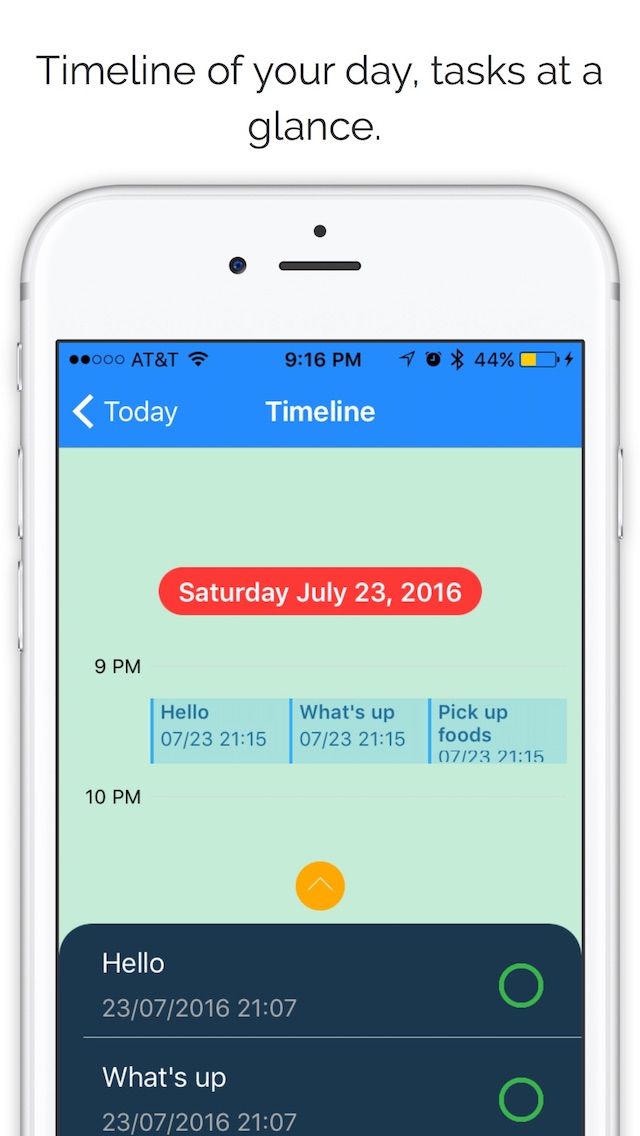 Timeline of your day, tasks at a
glance.
AT&T 9:16 PM 44%
Today Timeline
Saturday July 23, 2016
9 PM
Hello What's up Pick up
foods
07/23 21:15 07/23 21:15 07/23 21:15
10 PM
Hello
23/07/2016 21:07
What's up
23/07/2016 21:07